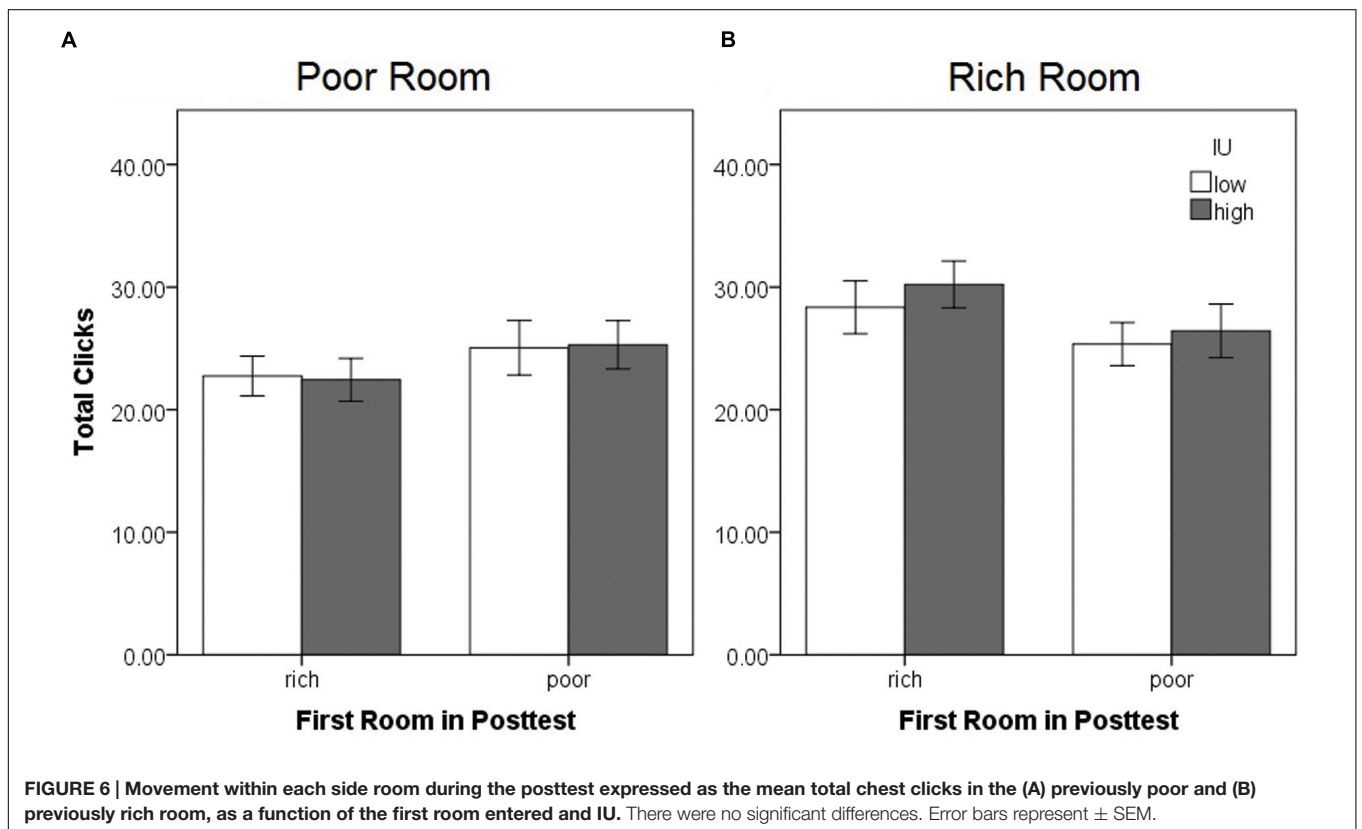 A
B
Poor Room
Rich Room
IU
low
high
40.00
30.00
20.00
10.00
0.00
Total Clicks
rich
poor
First Room in Posttest
40.00
30.00
20.00
10.00
0.00
rich
poor
First Room in Posttest
FIGURE 6 | Movement within each side room during the posttest expressed as the mean total chest clicks in the (A) previously poor and (B)
previously rich room, as a function of the first room entered and IU. There were no significant differences. Error bars represent ± SEM.